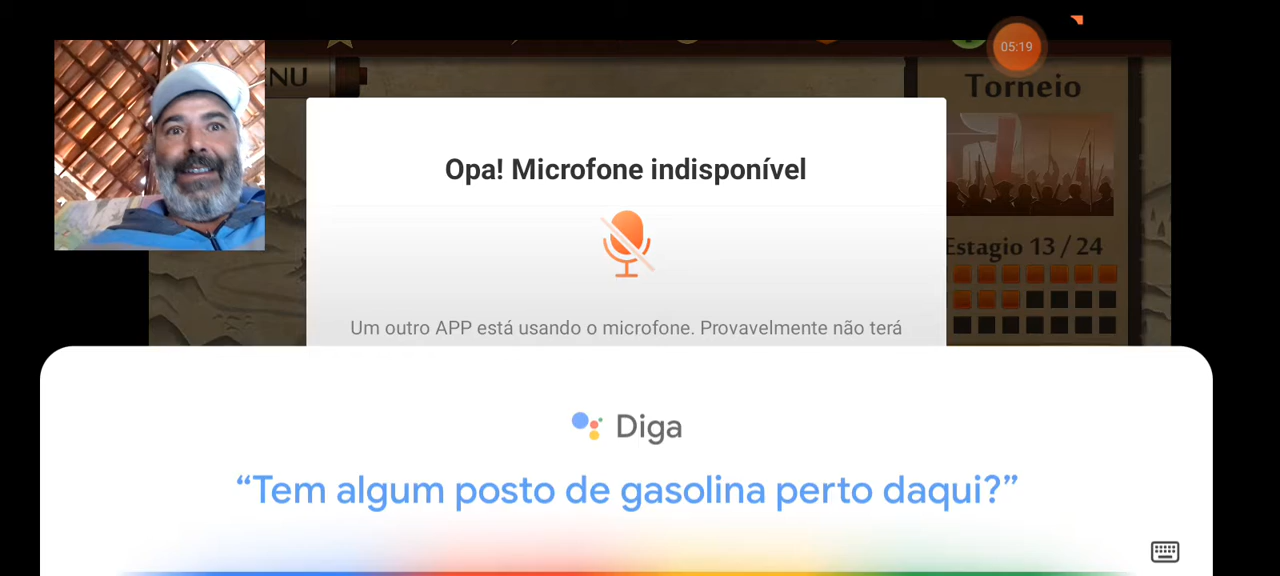 ENU
05:19
Torneio
Opa! Microfone indisponível
Estagio 13 / 24
Um outro APP está usando o microfone. Provavelmente não terá
Diga
“Tem algum posto de gasolina perto daqui?”